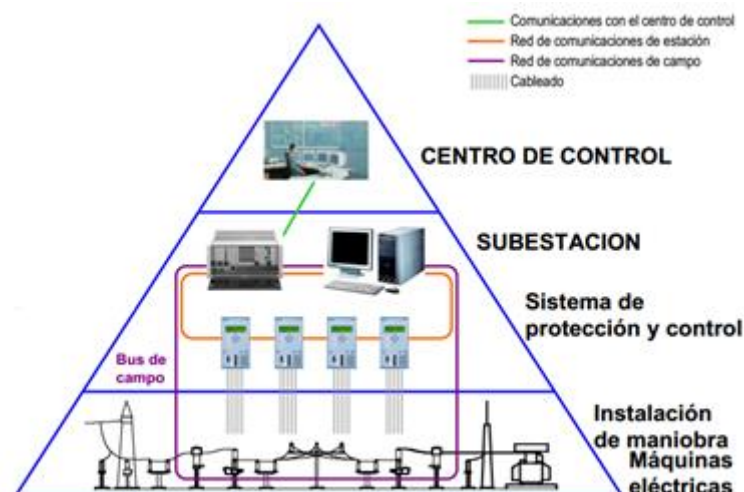 Comunicaciones con el centro de control
Red de comunicaciones de estación
Red de comunicaciones de campo
Cableado
CENTRO DE CONTROL
SUBESTACION
Sistema de
protección y control
Bus de
campo
Instalación
de maniobra
Máquinas
eléctricas